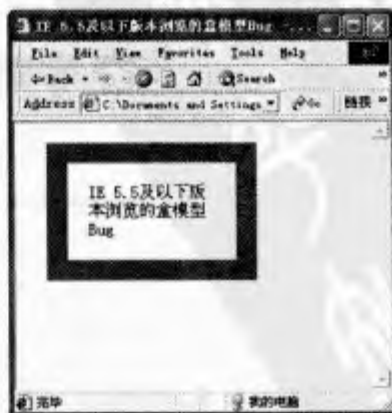 IE 5.5及以下版本浏览的盒模型Bug - ...
File Edit View Favorites Tools Help
Back Search
Address C:\Documents and Settings Go 链接 »
IE 5.5及以下版
本浏览的盒模型
Bug
完毕 我的电脑